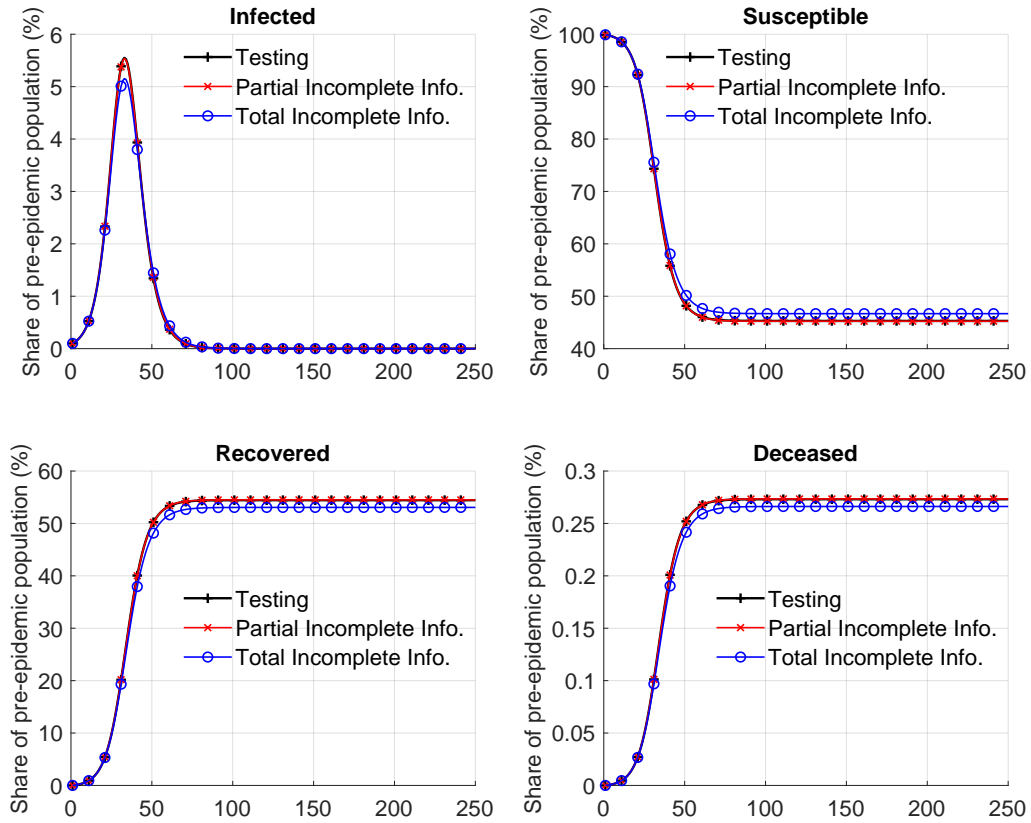 Infected
Share of pre-epidemic population (%)
6
5
4
3
2
1
0
0 50 100 150 200 250
Testing
Partial Incomplete Info.
Total Incomplete Info.
Susceptible
Share of pre-epidemic population (%)
100
90
80
70
60
50
40
0 50 100 150 200 250
Testing
Partial Incomplete Info.
Total Incomplete Info.
Recovered
Share of pre-epidemic population (%)
60
50
40
30
20
10
0
0 50 100 150 200 250
Testing
Partial Incomplete Info.
Total Incomplete Info.
Deceased
Share of pre-epidemic population (%)
0.3
0.25
0.2
0.15
0.1
0.05
0
0 50 100 150 200 250
Testing
Partial Incomplete Info.
Total Incomplete Info.